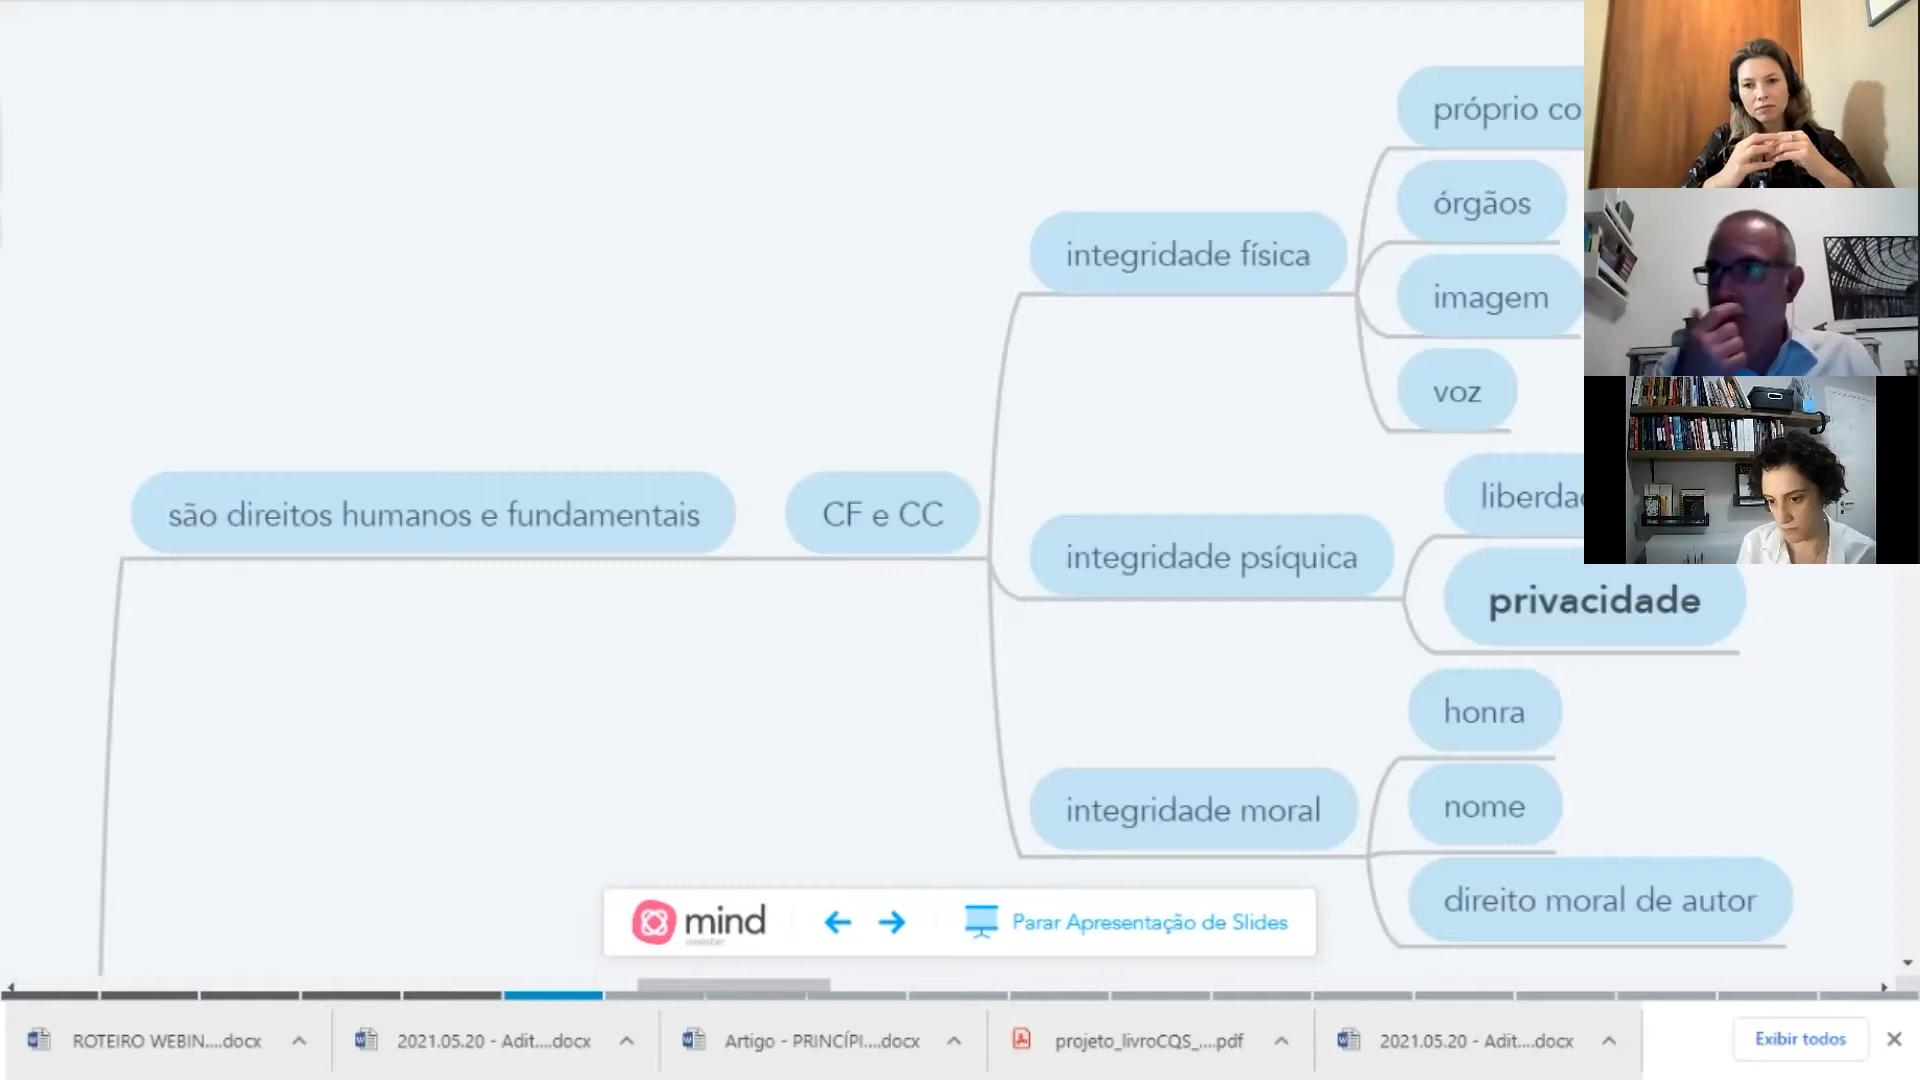 próprio co
órgãos
integridade física
imagem
voz
são direitos humanos e fundamentais
CF e CC
liberdad
integridade psíquica
privacidade
honra
integridade moral
nome
direito moral de autor
mind
meister
Parar Apresentação de Slides
ROTEIRO WEBIN....docx
2021.05.20 - Adit....docx
Artigo - PRINCÍPI....docx
projeto_livroCQS_....pdf
2021.05.20 - Adit....docx
Exibir todos